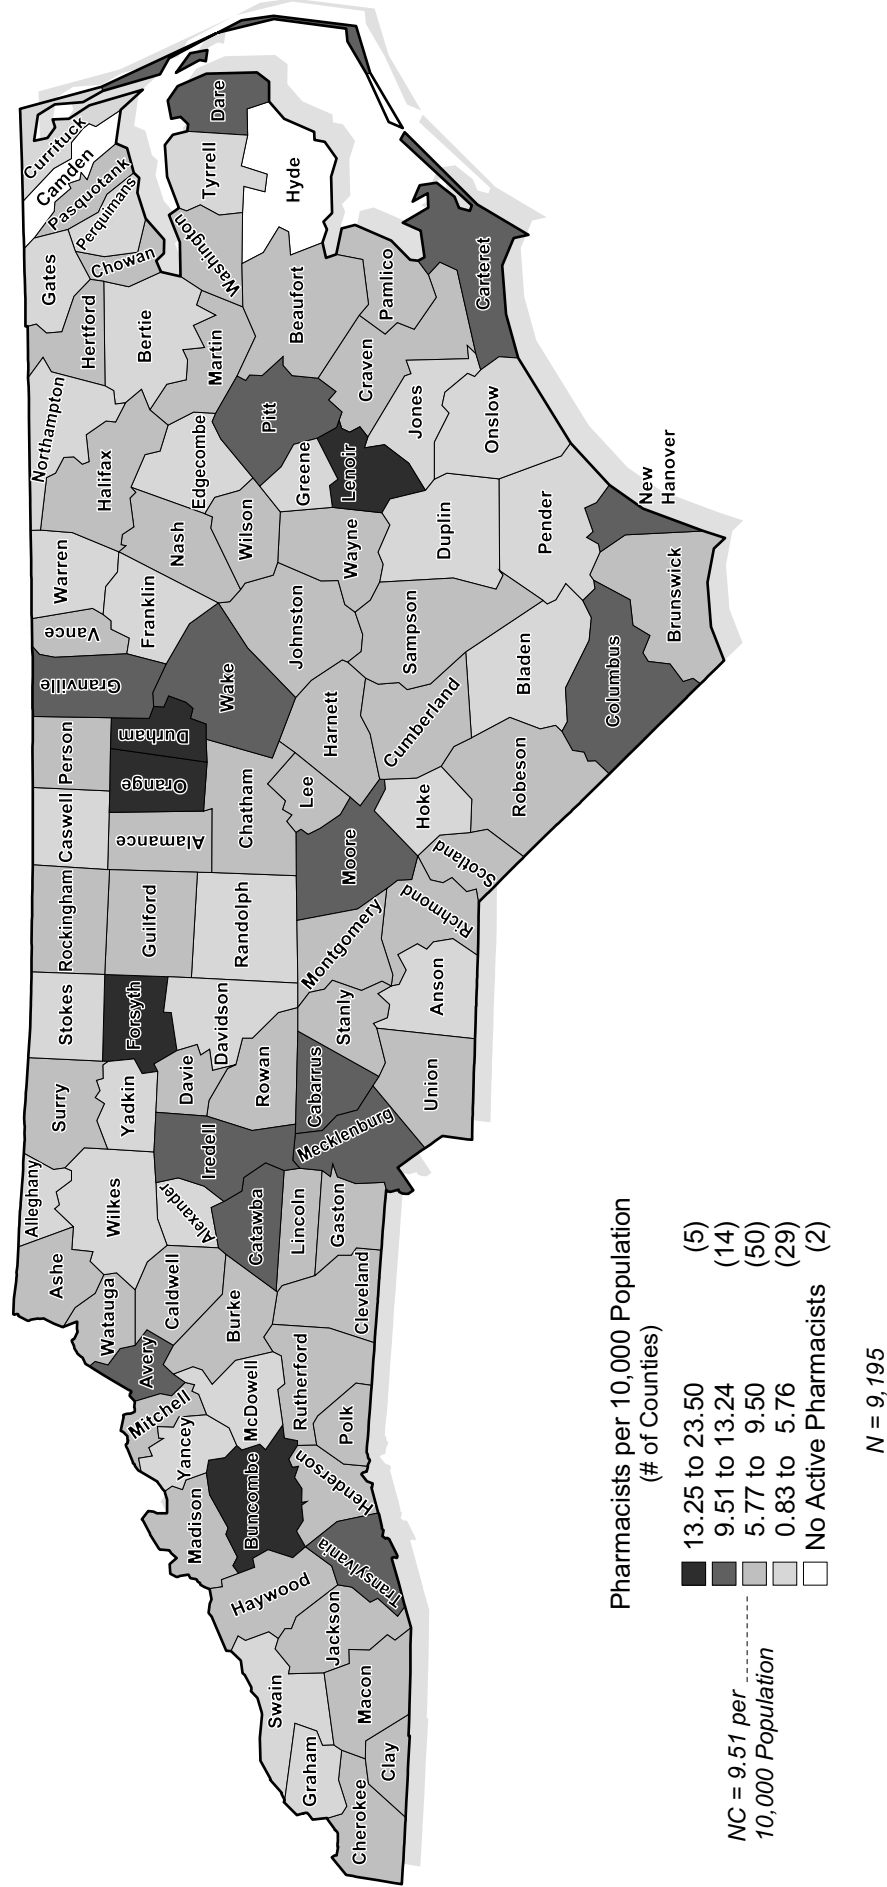 Cherokee
Graham
Clay
Swain
Macon
Jackson
Haywood
Transylvania
Madison
Buncombe
Henderson
Yancey
Mitchell
McDowell
Polk
Rutherford
Avery
Burke
Cleveland
Watauga
Caldwell
Ashe
Alleghany
Wilkes
Alexander
Catawba
Lincoln
Gaston
Surry
Yadkin
Iredell
Mecklenburg
Stokes
Forsyth
Davie
Davidson
Rowan
Cabarrus
Stanly
Union
Anson
Rockingham
Guilford
Randolph
Montgomery
Richmond
Caswell
Alamance
Chatham
Moore
Scotland
Hoke
Person
Orange
Durham
Lee
Harnett
Cumberland
Robeson
Granville
Vance
Wake
Johnston
Sampson
Bladen
Columbus
Brunswick
Warren
Franklin
Nash
Wilson
Wayne
Duplin
Pender
New
Hanover
Northampton
Halifax
Edgecombe
Greene
Lenoir
Jones
Onslow
Hertford
Bertie
Martin
Pitt
Craven
Carteret
Gates
Chowan
Perquimans
Pasquotank
Camden
Currituck
Washington
Tyrrell
Dare
Beaufort
Hyde
Pamlico
Pharmacists per 10,000 Population
(# of Counties)
13.25 to 23.50 (5)
9.51 to 13.24 (14)
5.77 to 9.50 (50)
0.83 to 5.76 (29)
No Active Pharmacists (2)
NC = 9.51 per
10,000 Population
N = 9,195